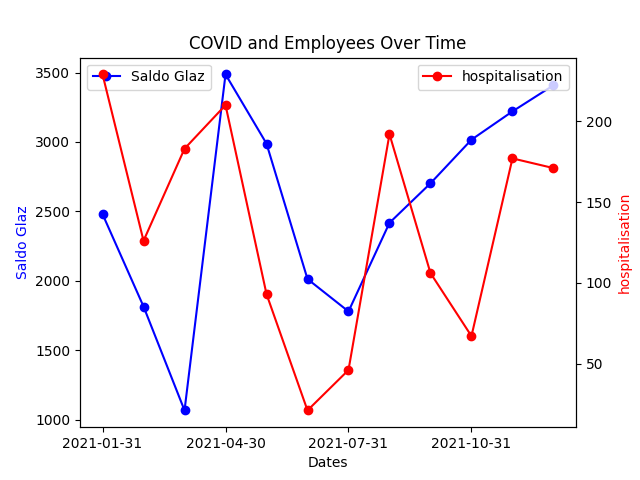 COVID and Employees Over Time
Saldo Glaz
hospitalisation
3500
3000
2500
2000
1500
1000
Saldo Glaz
200
150
100
50
hospitalisation
2021-01-31
2021-04-30
2021-07-31
2021-10-31
Dates